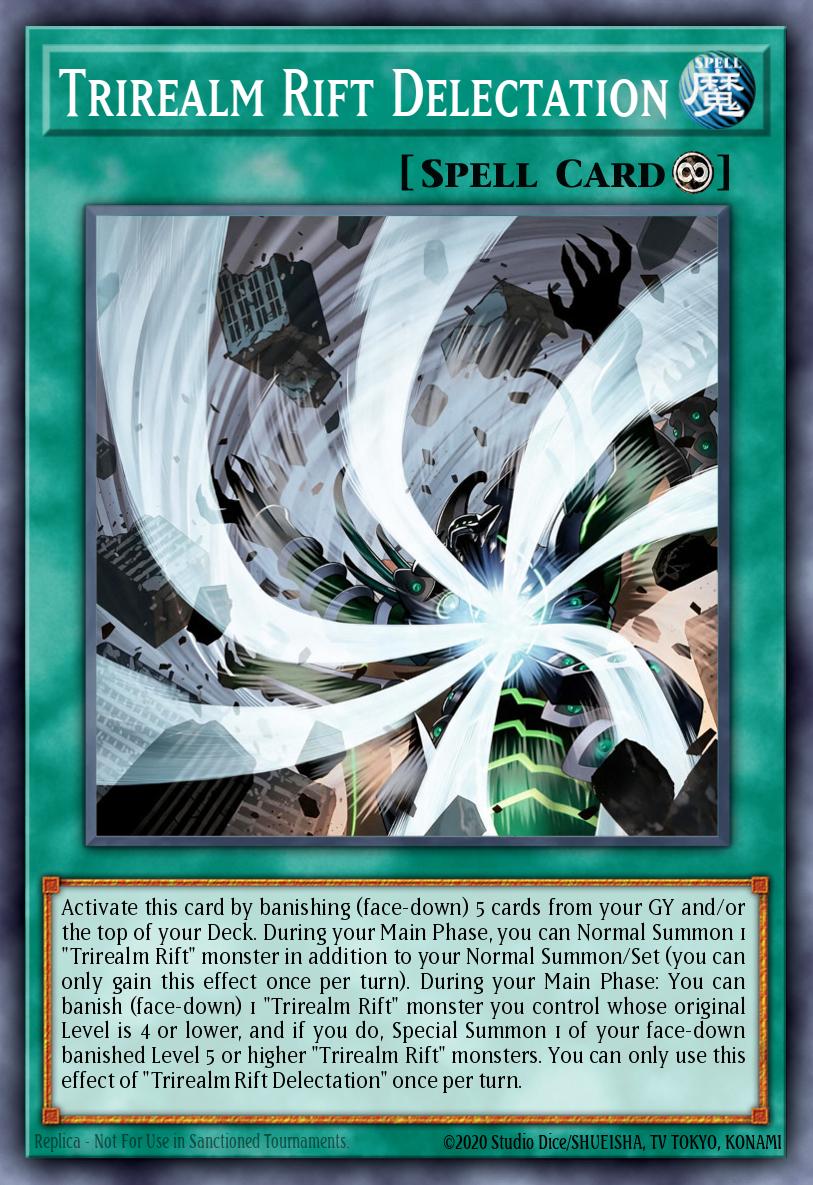 Trirealm Rift Delectation
SPELL
魔
[Spell Card]
Activate this card by banishing (face-down) 5 cards from your GY and/or
the top of your Deck. During your Main Phase, you can Normal Summon 1
"Trirealm Rift" monster in addition to your Normal Summon/Set (you can
only gain this effect once per turn). During your Main Phase: You can
banish (face-down) 1 "Trirealm Rift" monster you control whose original
Level is 4 or lower, and if you do, Special Summon 1 of your face-down
banished Level 5 or higher "Trirealm Rift" monsters. You can only use this
effect of "Trirealm Rift Delectation" once per turn.
Replica - Not For Use in Sanctioned Tournaments.
©2020 Studio Dice/SHUEISHA, TV TOKYO, KONAMI